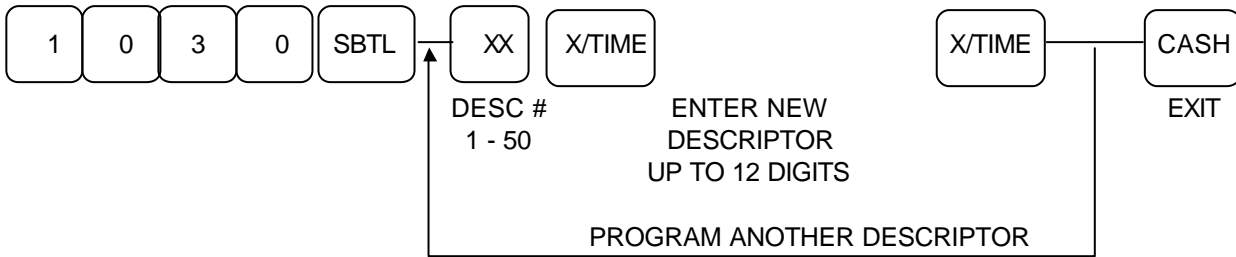 1 0 3 0 SBTL XX X/TIME X/TIME CASH
DESC # ENTER NEW EXIT
1 - 50 DESCRIPTOR
UP TO 12 DIGITS
PROGRAM ANOTHER DESCRIPTOR